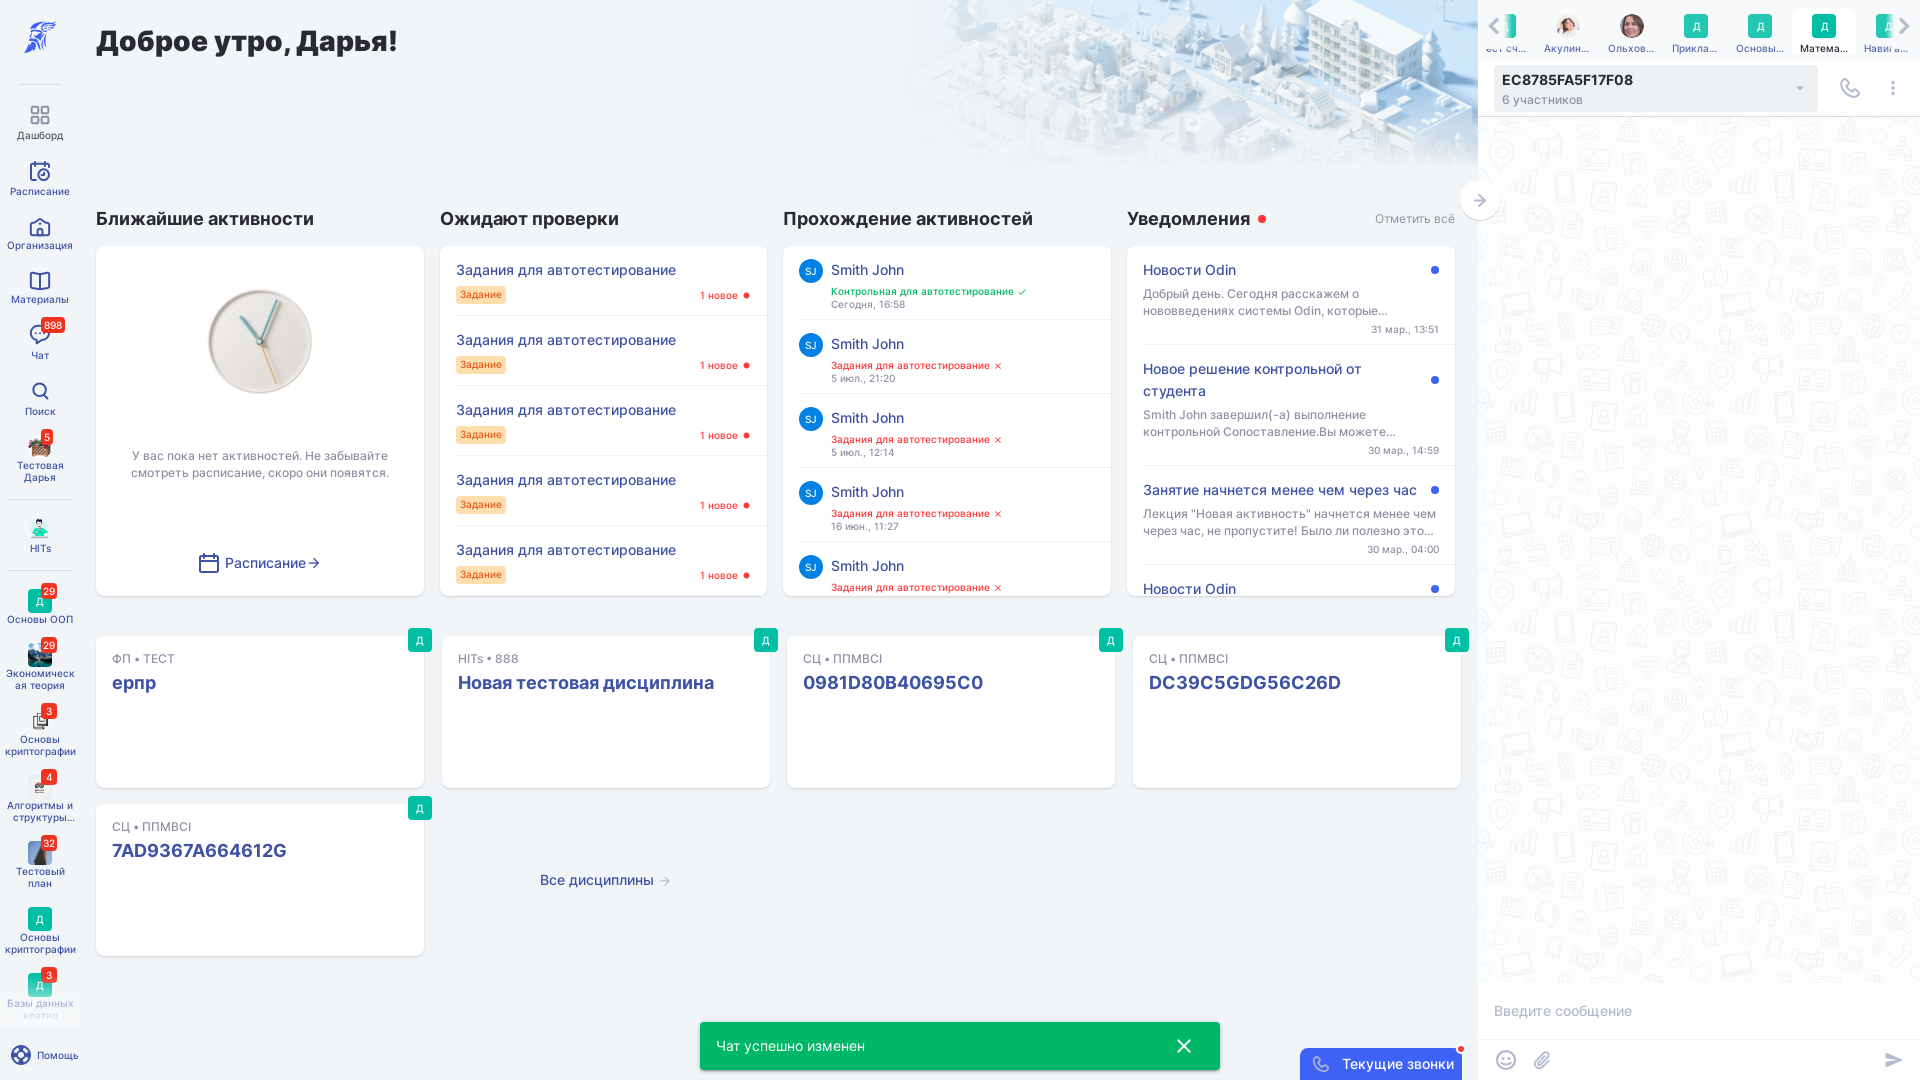 Доброе утро, Дарья!
Дашборд
Расписание
Организация
Материалы
898
Чат
Поиск
5
Тестовая
Дарья
HITs
29
Д
Основы ООП
29
Экономическ
ая теория
3
Основы
криптографии
4
Алгоритмы и
структуры...
32
Тестовый
план
Д
Основы
криптографии
3
Д
Базы данных
кратко
Помощь
Ближайшие активности
У вас пока нет активностей. Не забывайте
смотреть расписание, скоро они появятся.
Расписание
Ожидают проверки
Задания для автотестирование
Задание
1 новое
Задания для автотестирование
Задание
1 новое
Задания для автотестирование
Задание
1 новое
Задания для автотестирование
Задание
1 новое
Задания для автотестирование
Задание
1 новое
Прохождение активностей
SJ
Smith John
Контрольная для автотестирование
Сегодня, 16:58
SJ
Smith John
Задания для автотестирование
5 июл., 21:20
SJ
Smith John
Задания для автотестирование
5 июл., 12:14
SJ
Smith John
Задания для автотестирование
16 июн., 11:27
SJ
Smith John
Задания для автотестирование
Уведомления
Отметить всё
Новости Odin
Добрый день. Сегодня расскажем о
нововведениях системы Odin, которые...
31 мар., 13:51
Новое решение контрольной от
студента
Smith John завершил(-а) выполнение
контрольной Сопоставление.Вы можете...
30 мар., 14:59
Занятие начнется менее чем через час
Лекция "Новая активность" начнется менее чем
через час, не пропустите! Было ли полезно это...
30 мар., 04:00
Новости Odin
Д
ФП • ТЕСТ
ерпр
Д
HITs • 888
Новая тестовая дисциплина
Д
СЦ • ППМВСI
0981D80B40695C0
Д
СЦ • ППМВСI
DC39C5GDG56C26D
Д
СЦ • ППМВСI
7AD9367A664612G
Все дисциплины
Чат успешно изменен
Текущие звонки
Акулин...
Ольхов...
Д
Прикла...
Д
Основы...
Д
Матема...
Д
EC8785FA5F17F08
6 участников
Введите сообщение